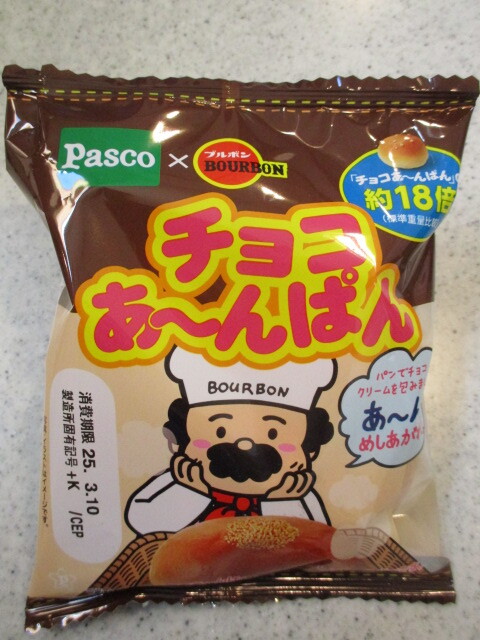 Pasco × ブルボン BOURBON
「チョコあ〜んぱん」の
約18倍
(標準重量比
チョコ
あ〜んぱん
BOURBON
パンでチョコ
クリームを包みま
あ〜ん
めしあがれ
消費期限 25. 3.10
製造所固有記号 +K /CEP